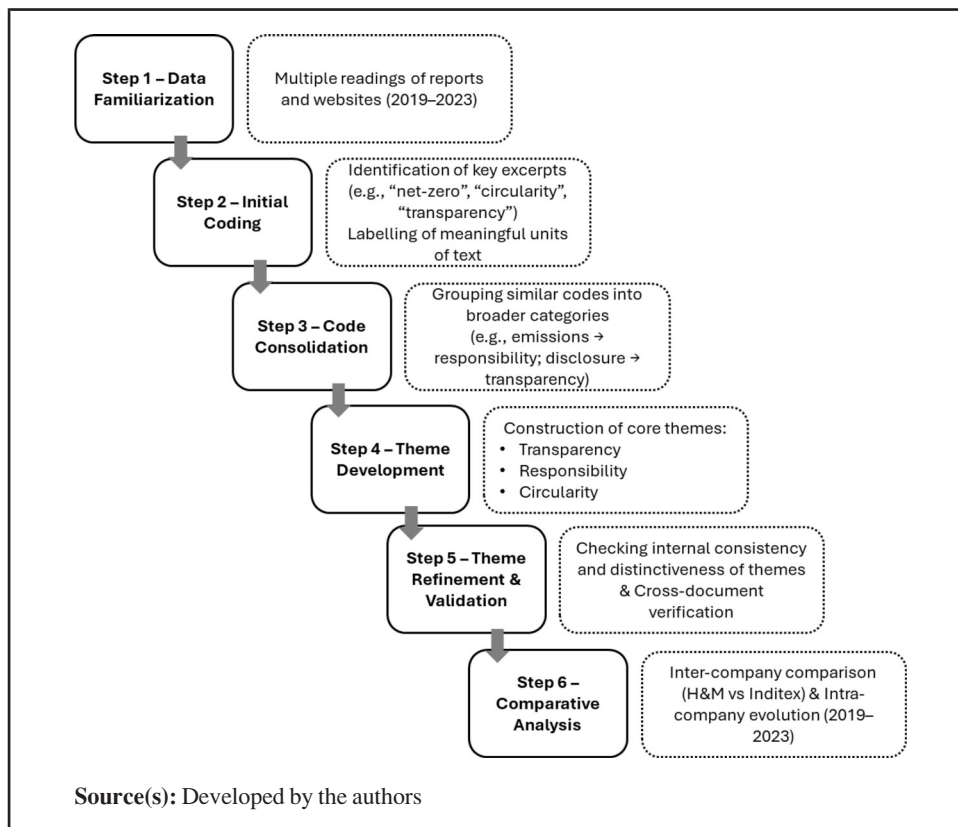 Step 1 – Data
Familiarization
Multiple readings of reports
and websites (2019–2023)
Step 2 – Initial
Coding
Identification of key excerpts
(e.g., “net-zero”, “circularity”,
“transparency”)
Labelling of meaningful units
of text
Step 3 – Code
Consolidation
Grouping similar codes into
broader categories
(e.g., emissions →
responsibility; disclosure →
transparency)
Step 4 – Theme
Development
Construction of core themes:
• Transparency
• Responsibility
• Circularity
Step 5 – Theme
Refinement &
Validation
Checking internal consistency
and distinctiveness of themes
& Cross-document
verification
Step 6 –
Comparative
Analysis
Inter-company comparison
(H&M vs Inditex) & Intra-
company evolution (2019–
2023)
Source(s): Developed by the authors